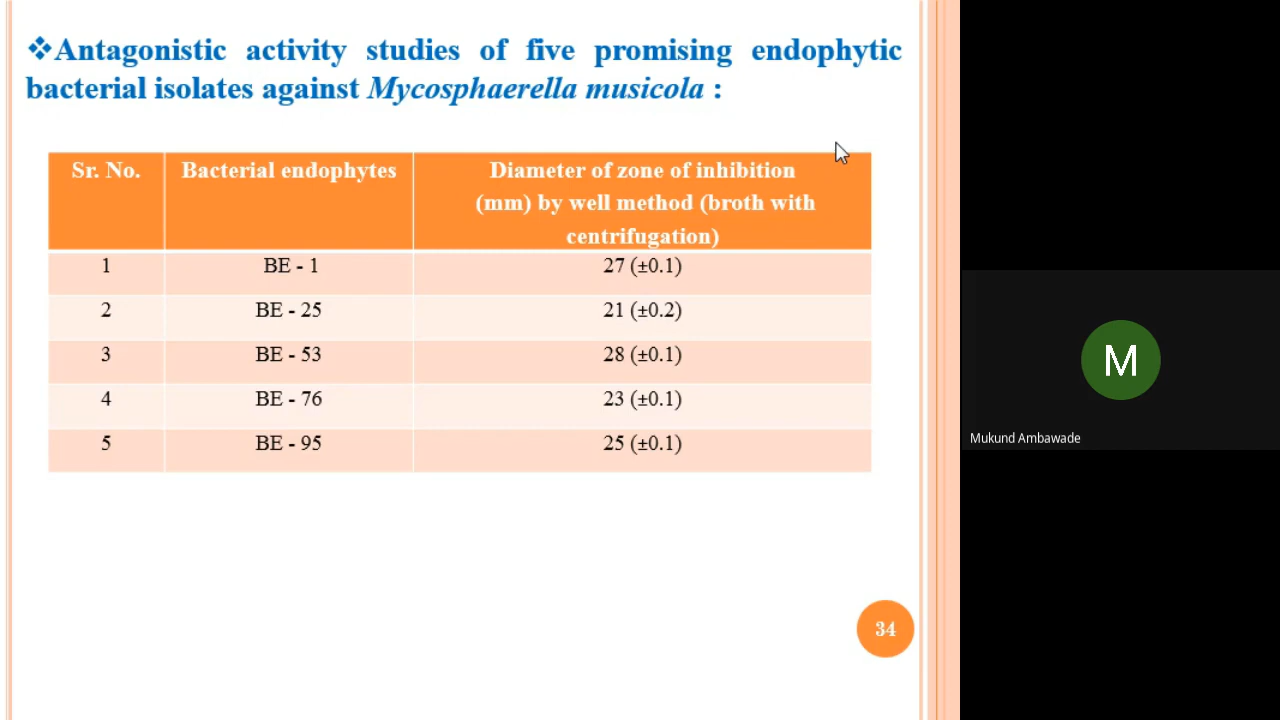 ❖Antagonistic activity studies of five promising endophytic
bacterial isolates against Mycosphaerella musicola :
Sr. No. Bacterial endophytes Diameter of zone of inhibition
(mm) by well method (broth with
centrifugation)
1 BE - 1 27 (±0.1)
2 BE - 25 21 (±0.2)
3 BE - 53 28 (±0.1)
4 BE - 76 23 (±0.1)
5 BE - 95 25 (±0.1)
34
M
Mukund Ambawade